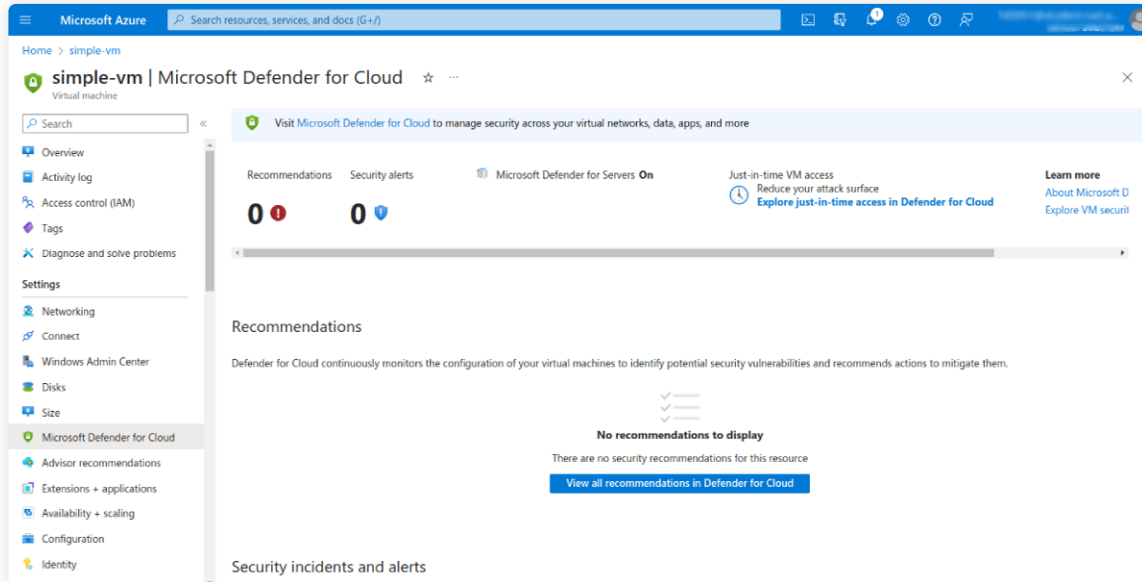 Microsoft Azure
Search resources, services, and docs (G+/)
1
Home > simple-vm
simple-vm | Microsoft Defender for Cloud
Virtual machine
Search
Overview
Activity log
Access control (IAM)
Tags
Diagnose and solve problems
Settings
Networking
Connect
Windows Admin Center
Disks
Size
Microsoft Defender for Cloud
Advisor recommendations
Extensions + applications
Availability + scaling
Configuration
Identity
Visit Microsoft Defender for Cloud to manage security across your virtual networks, data, apps, and more
Recommendations
0
Security alerts
0
Microsoft Defender for Servers On
Just-in-time VM access
Reduce your attack surface
Explore just-in-time access in Defender for Cloud
Learn more
About Microsoft D
Explore VM securit
Recommendations
Defender for Cloud continuously monitors the configuration of your virtual machines to identify potential security vulnerabilities and recommends actions to mitigate them.
No recommendations to display
There are no security recommendations for this resource
View all recommendations in Defender for Cloud
Security incidents and alerts